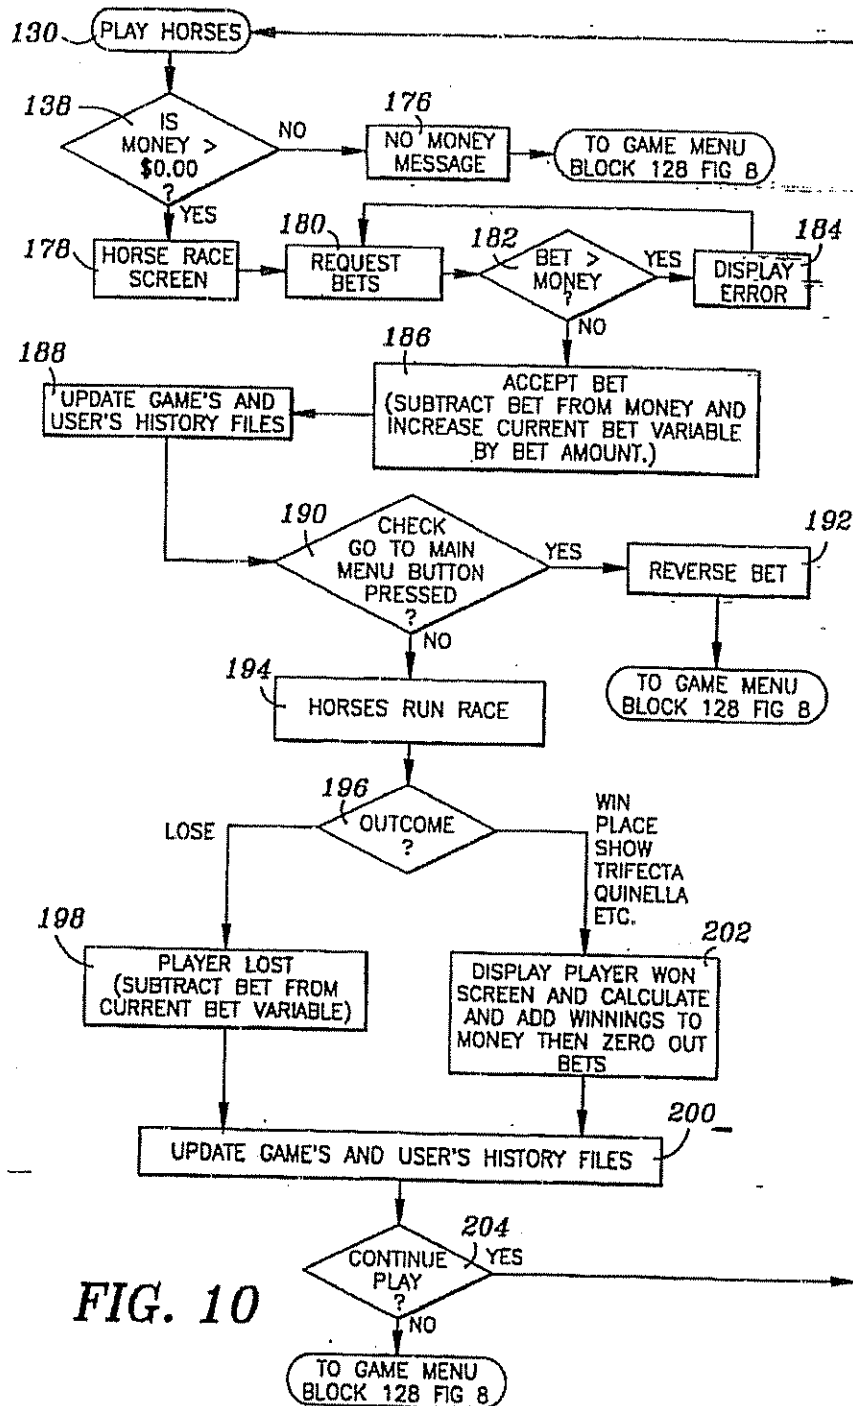 130
PLAY HORSES
138
IS
MONEY >
$0.00
?
NO
176
NO MONEY
MESSAGE
TO GAME MENU
BLOCK 128 FIG 8
YES
178
HORSE RACE
SCREEN
180
REQUEST
BETS
182
BET >
MONEY
?
YES
184
DISPLAY
ERROR
NO
186
ACCEPT BET
(SUBTRACT BET FROM MONEY AND
INCREASE CURRENT BET VARIABLE
BY BET AMOUNT.)
188
UPDATE GAME'S AND
USER'S HISTORY FILES
190
CHECK
GO TO MAIN
MENU BUTTON
PRESSED
?
YES
192
REVERSE BET
TO GAME MENU
BLOCK 128 FIG 8
NO
194
HORSES RUN RACE
196
OUTCOME
?
LOSE
WIN
PLACE
SHOW
TRIFECTA
QUINELLA
ETC.
198
PLAYER LOST
(SUBTRACT BET FROM
CURRENT BET VARIABLE)
202
DISPLAY PLAYER WON
SCREEN AND CALCULATE
AND ADD WINNINGS TO
MONEY THEN ZERO OUT
BETS
200
UPDATE GAME'S AND USER'S HISTORY FILES
204
CONTINUE
PLAY
?
YES
NO
FIG. 10
TO GAME MENU
BLOCK 128 FIG 8